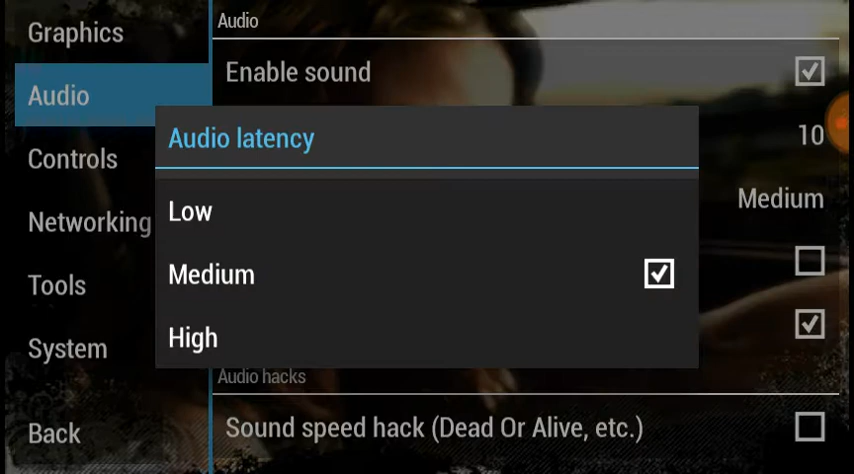 Graphics
Audio
Controls
Networking
Tools
System
Back
Audio
Enable sound
10
Medium
Audio latency
Low
Medium
High
Audio hacks
Sound speed hack (Dead Or Alive, etc.)